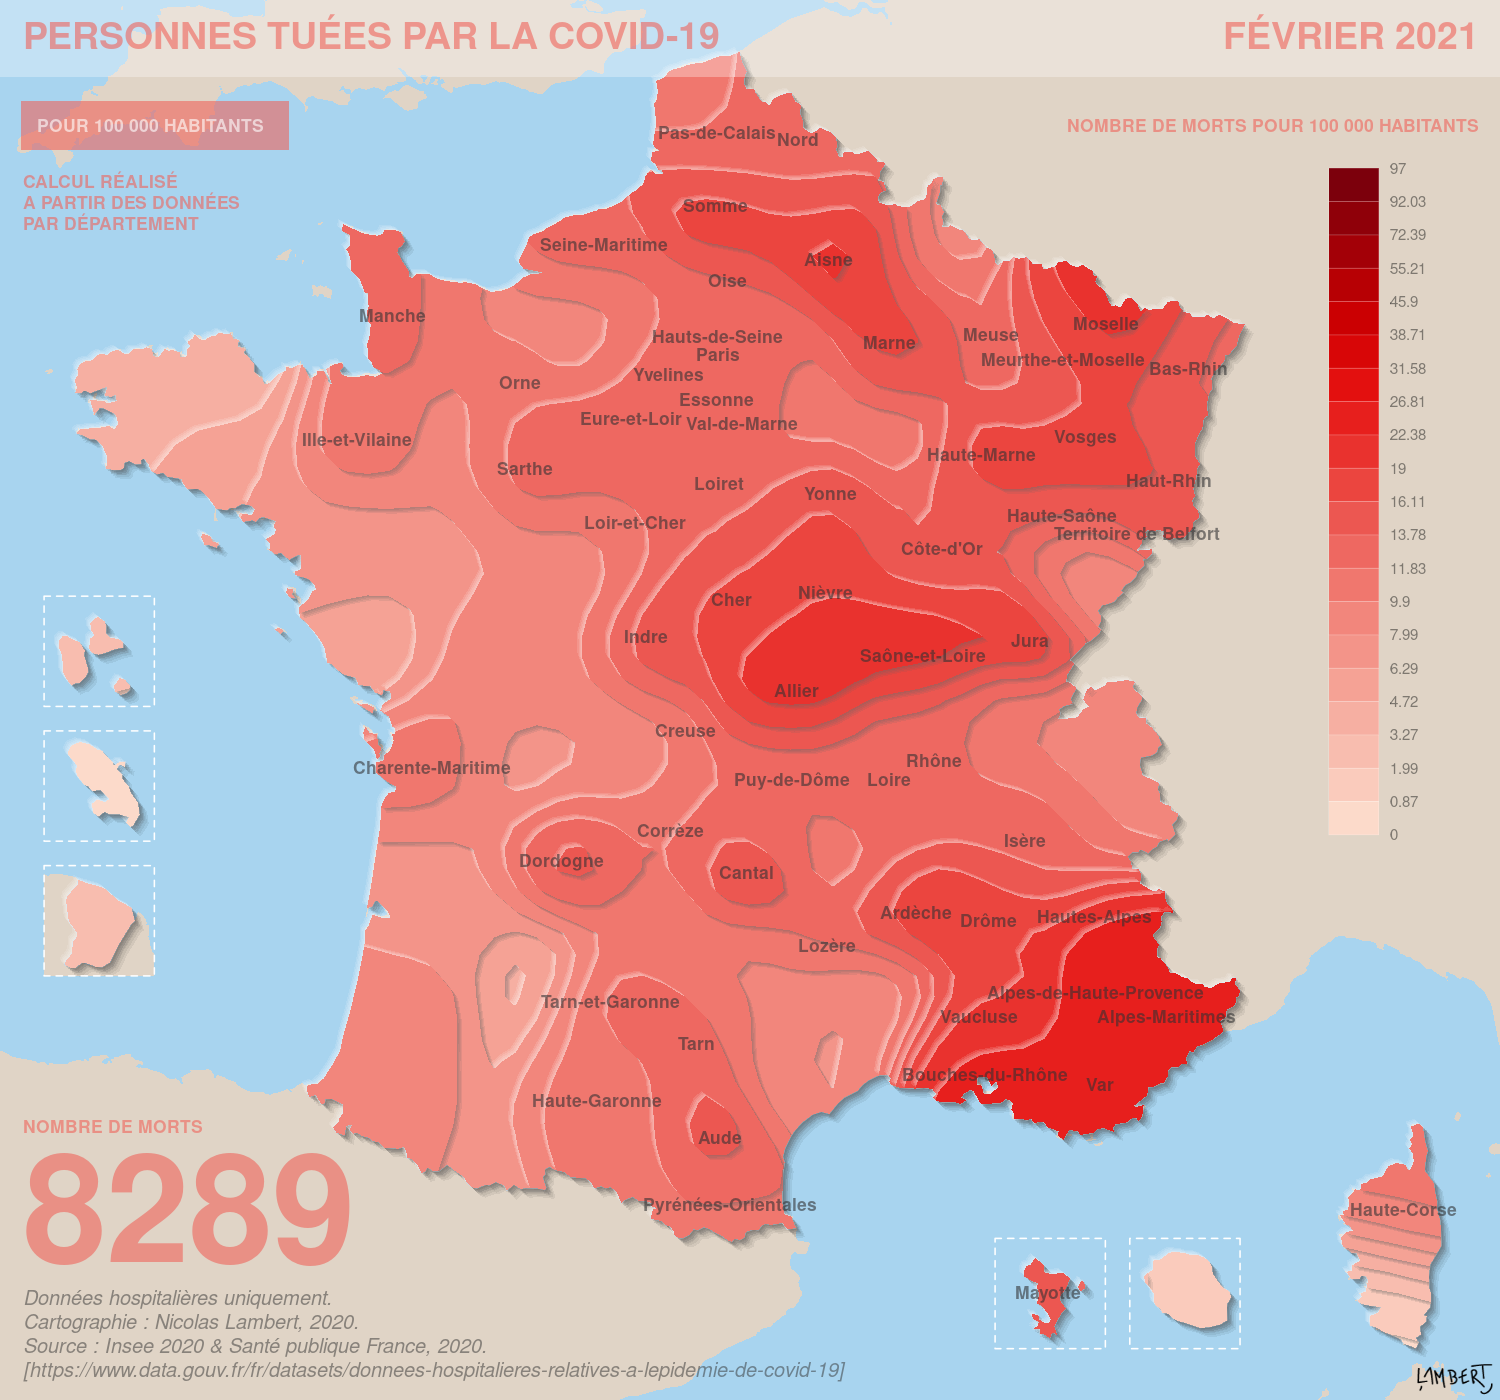 PERSONNES TUÉES PAR LA COVID-19
FÉVRIER 2021
POUR 100 000 HABITANTS
CALCUL RÉALISÉ
A PARTIR DES DONNÉES
PAR DÉPARTEMENT
NOMBRE DE MORTS POUR 100 000 HABITANTS
97
92.03
72.39
55.21
45.9
38.71
31.58
26.81
22.38
19
16.11
13.78
11.83
9.9
7.99
6.29
4.72
3.27
1.99
0.87
0
Pas-de-Calais
Nord
Somme
Seine-Maritime
Aisne
Oise
Manche
Hauts-de-Seine
Paris
Marne
Meuse
Moselle
Meurthe-et-Moselle
Bas-Rhin
Orne
Yvelines
Essonne
Eure-et-Loir
Val-de-Marne
Ille-et-Vilaine
Sarthe
Haute-Marne
Vosges
Haut-Rhin
Loiret
Yonne
Loir-et-Cher
Haute-Saône
Territoire de Belfort
Côte-d'Or
Cher
Nièvre
Indre
Jura
Saône-et-Loire
Allier
Creuse
Charente-Maritime
Puy-de-Dôme
Loire
Rhône
Corrèze
Isère
Dordogne
Cantal
Ardèche
Drôme
Hautes-Alpes
Lozère
Tarn-et-Garonne
Alpes-de-Haute-Provence
Vaucluse
Alpes-Maritimes
Tarn
Bouches-du-Rhône
Var
Haute-Garonne
Aude
Pyrénées-Orientales
Haute-Corse
Mayotte
NOMBRE DE MORTS
8289
Données hospitalières uniquement.
Cartographie : Nicolas Lambert, 2020.
Source : Insee 2020 & Santé publique France, 2020.
[https://www.data.gouv.fr/fr/datasets/donnees-hospitalieres-relatives-a-lepidemie-de-covid-19]
LAMBERT